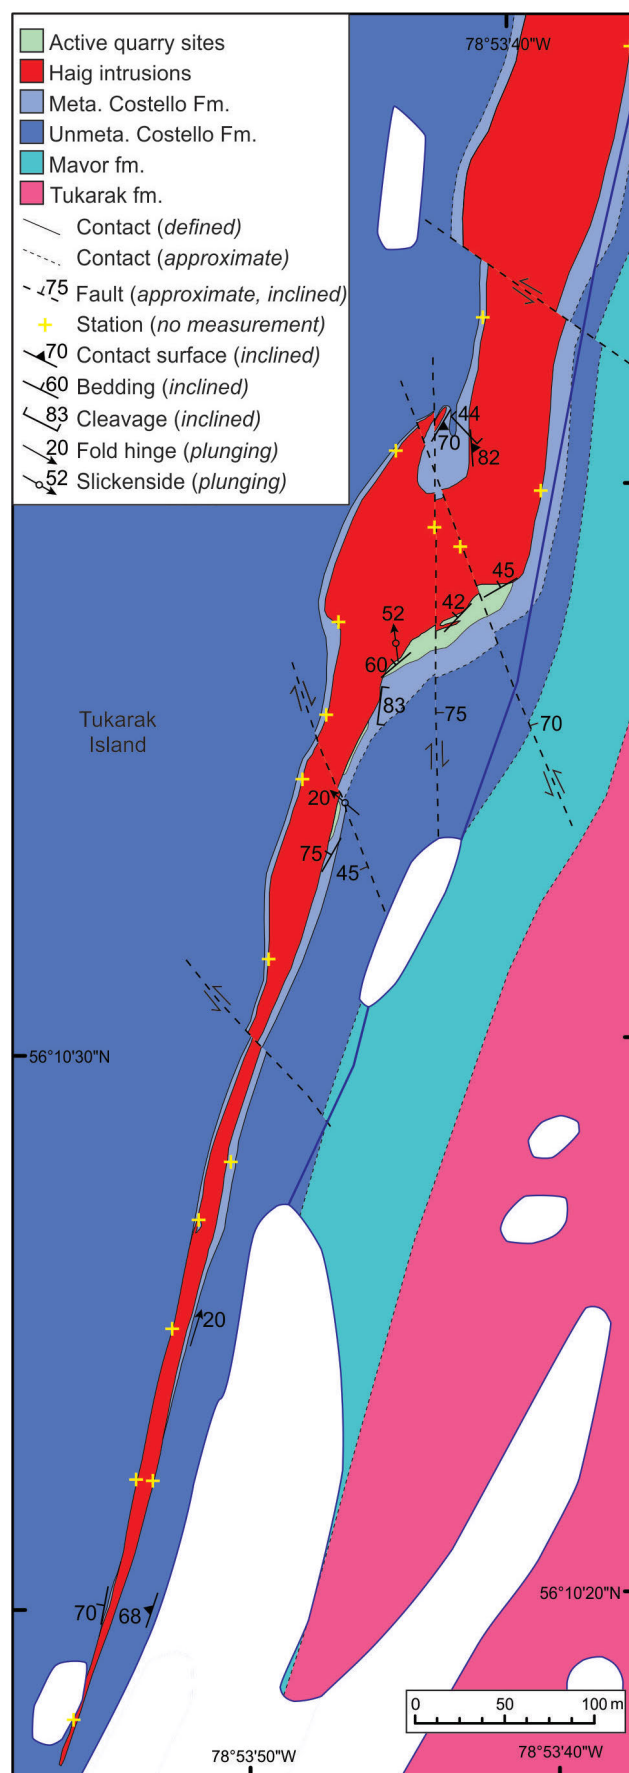 78°53'40"W
Active quarry sites
Haig intrusions
Meta. Costello Fm.
Unmeta. Costello Fm.
Mavor fm.
Tukarak fm.
Contact (defined)
Contact (approximate)
75 Fault (approximate, inclined)
Station (no measurement)
70 Contact surface (inclined)
60 Bedding (inclined)
83 Cleavage (inclined)
20 Fold hinge (plunging)
52 Slickenside (plunging)
44
70
82
45
42
52
60
83
75
70
Tukarak
Island
20
75
45
56°10'30"N
20
70
68
56°10'20"N
0 50 100 m
78°53'50"W
78°53'40"W